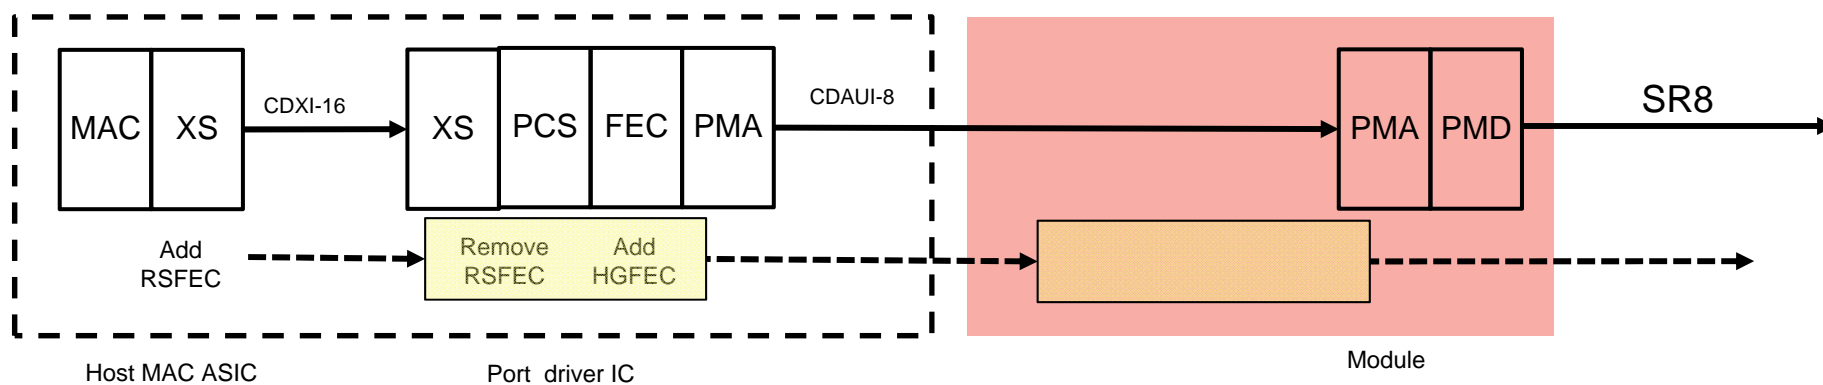 MAC XS
CDXI-16
XS PCS FEC PMA
CDAUI-8
PMA PMD
SR8
Add
RSFEC
Remove
RSFEC
Add
HGFEC
Host MAC ASIC
Port driver IC
Module